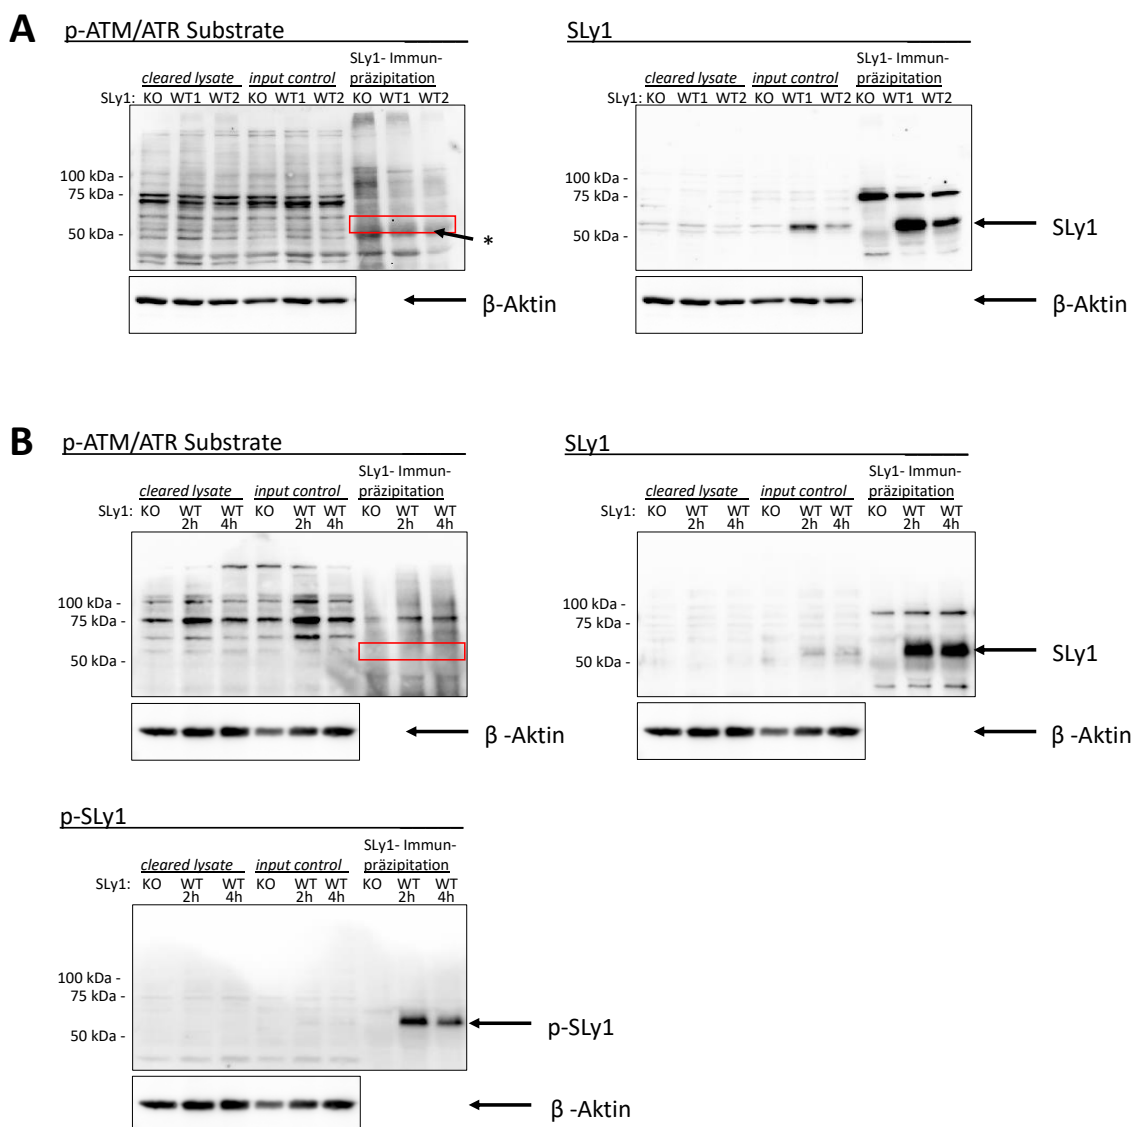 A
p-ATM/ATR Substrate
SLy1- Immun-
cleared lysate input control präzipitation
SLy1: KO WT1 WT2 KO WT1 WT2 KO WT1 WT2
100 kDa -
75 kDa -
50 kDa -
*
β-Aktin
SLy1
SLy1- Immun-
cleared lysate input control präzipitation
SLy1: KO WT1 WT2 KO WT1 WT2 KO WT1 WT2
100 kDa -
75 kDa -
50 kDa -
SLy1
β-Aktin
B
p-ATM/ATR Substrate
SLy1- Immun-
cleared lysate input control präzipitation
SLy1: KO WT WT KO WT WT KO WT WT
2h 4h 2h 4h 2h 4h
100 kDa -
75 kDa -
50 kDa -
β -Aktin
SLy1
SLy1- Immun-
cleared lysate input control präzipitation
SLy1: KO WT WT KO WT WT KO WT WT
2h 4h 2h 4h 2h 4h
100 kDa -
75 kDa -
50 kDa -
SLy1
β -Aktin
p-SLy1
SLy1- Immun-
cleared lysate input control präzipitation
SLy1: KO WT WT KO WT WT KO WT WT
2h 4h 2h 4h 2h 4h
100 kDa -
75 kDa -
50 kDa -
p-SLy1
β -Aktin